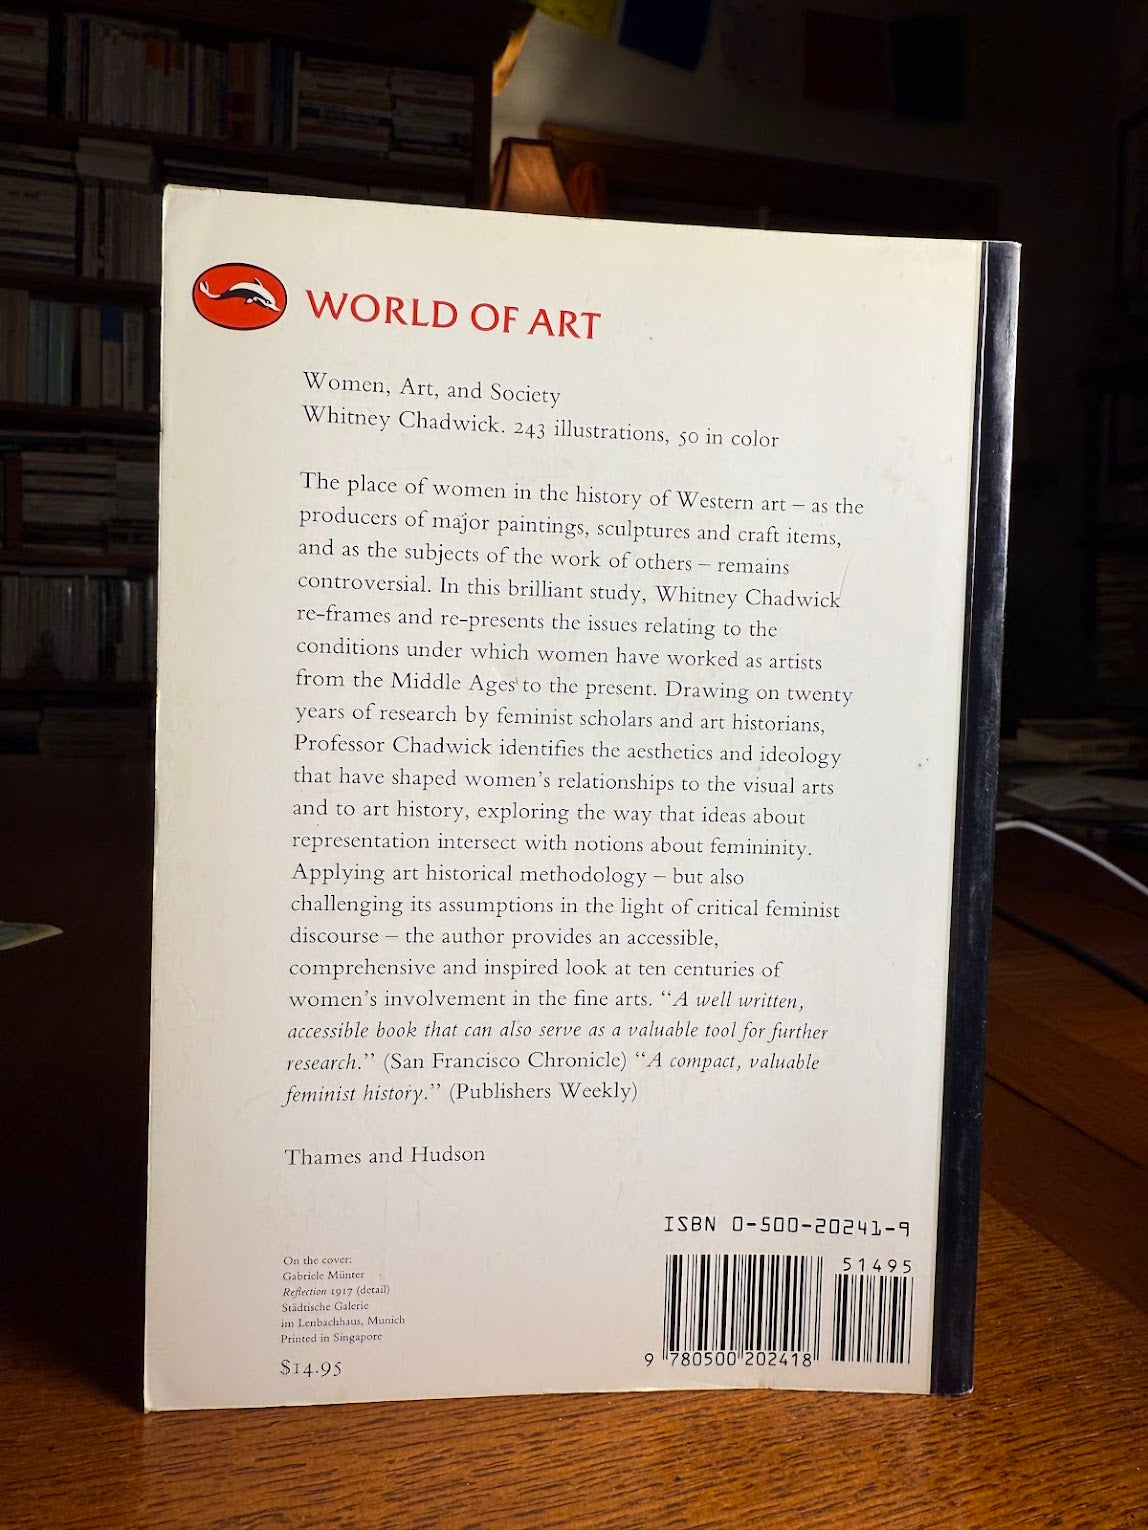 WORLD OF ART
Women, Art, and Society
Whitney Chadwick. 243 illustrations, 50 in color
The place of women in the history of Western art – as the
producers of major paintings, sculptures and craft items,
and as the subjects of the work of others – remains
controversial. In this brilliant study, Whitney Chadwick
re-frames and re-presents the issues relating to the
conditions under which women have worked as artists
from the Middle Ages to the present. Drawing on twenty
years of research by feminist scholars and art historians,
Professor Chadwick identifies the aesthetics and ideology
that have shaped women's relationships to the visual arts
and to art history, exploring the way that ideas about
representation intersect with notions about femininity.
Applying art historical methodology – but also
challenging its assumptions in the light of critical feminist
discourse – the author provides an accessible,
comprehensive and inspired look at ten centuries of
women's involvement in the fine arts. “A well written,
accessible book that can also serve as a valuable tool for further
research.” (San Francisco Chronicle) “A compact, valuable
feminist history.” (Publishers Weekly)
Thames and Hudson
ISBN 0-500-20241-9
51495
9 780500 202418
On the cover:
Gabriele Münter
Reflection 1917 (detail)
Städtische Galerie
im Lenbachhaus, Munich
Printed in Singapore
$14.95